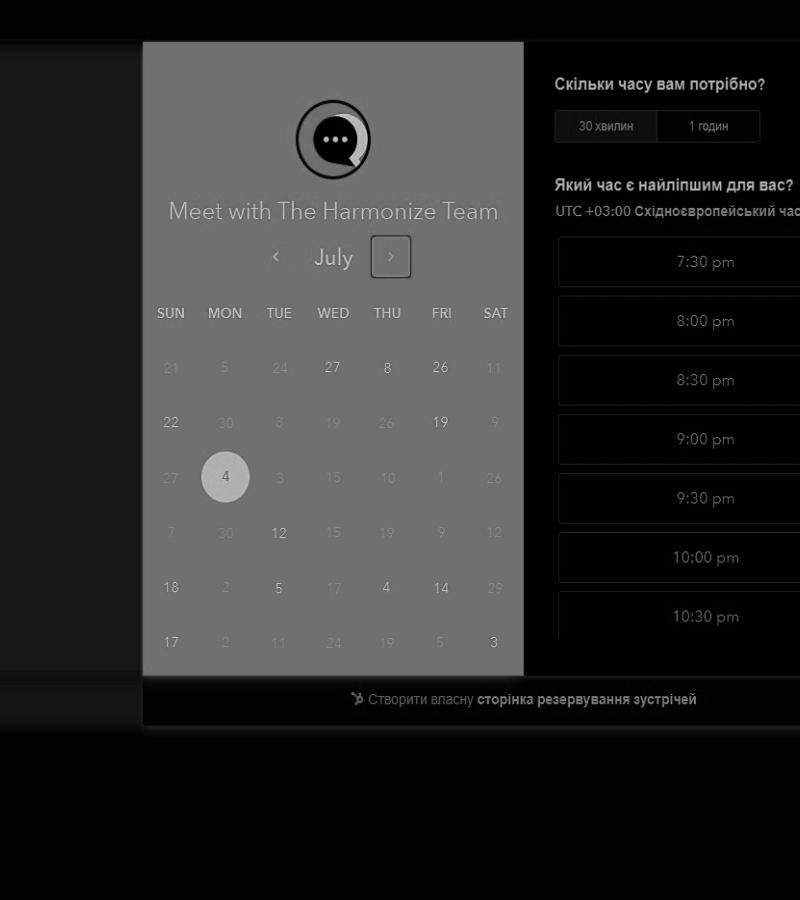 Meet with The Harmonize Team
July
SUN MON TUE WED THU FRI SAT
21 5 24 27 8 26 11
22 30 8 19 26 19 9
27 4 3 15 10 1 26
7 30 12 15 19 9 12
18 2 5 17 4 14 29
17 2 11 24 19 5 3
Скільки часу вам потрібно?
30 хвилин 1 годин
Який час є найліпшим для вас?
UTC +03:00 Східноєвропейський час
7:30 pm
8:00 pm
8:30 pm
9:00 pm
9:30 pm
10:00 pm
10:30 pm
Створити власну сторінка резервування зустрічей